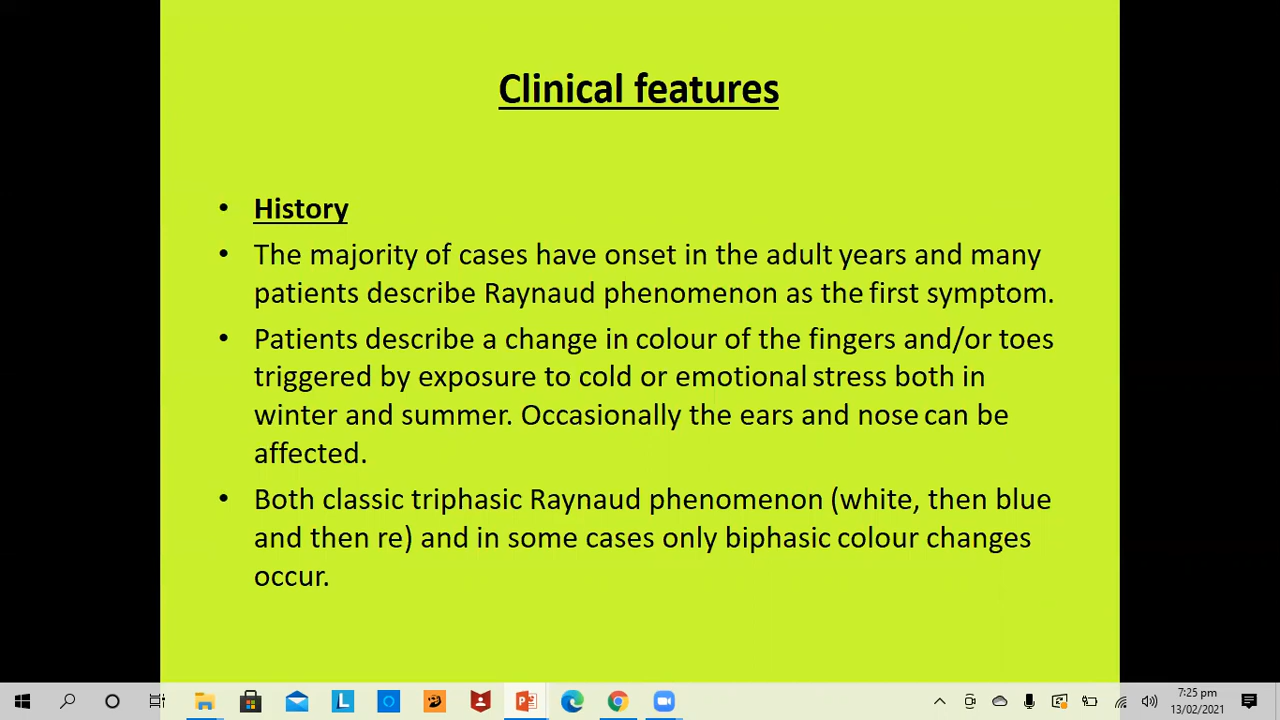 Clinical features
• History
• The majority of cases have onset in the adult years and many
patients describe Raynaud phenomenon as the first symptom.
• Patients describe a change in colour of the fingers and/or toes
triggered by exposure to cold or emotional stress both in
winter and summer. Occasionally the ears and nose can be
affected.
• Both classic triphasic Raynaud phenomenon (white, then blue
and then re) and in some cases only biphasic colour changes
occur.
7:25 pm
13/02/2021